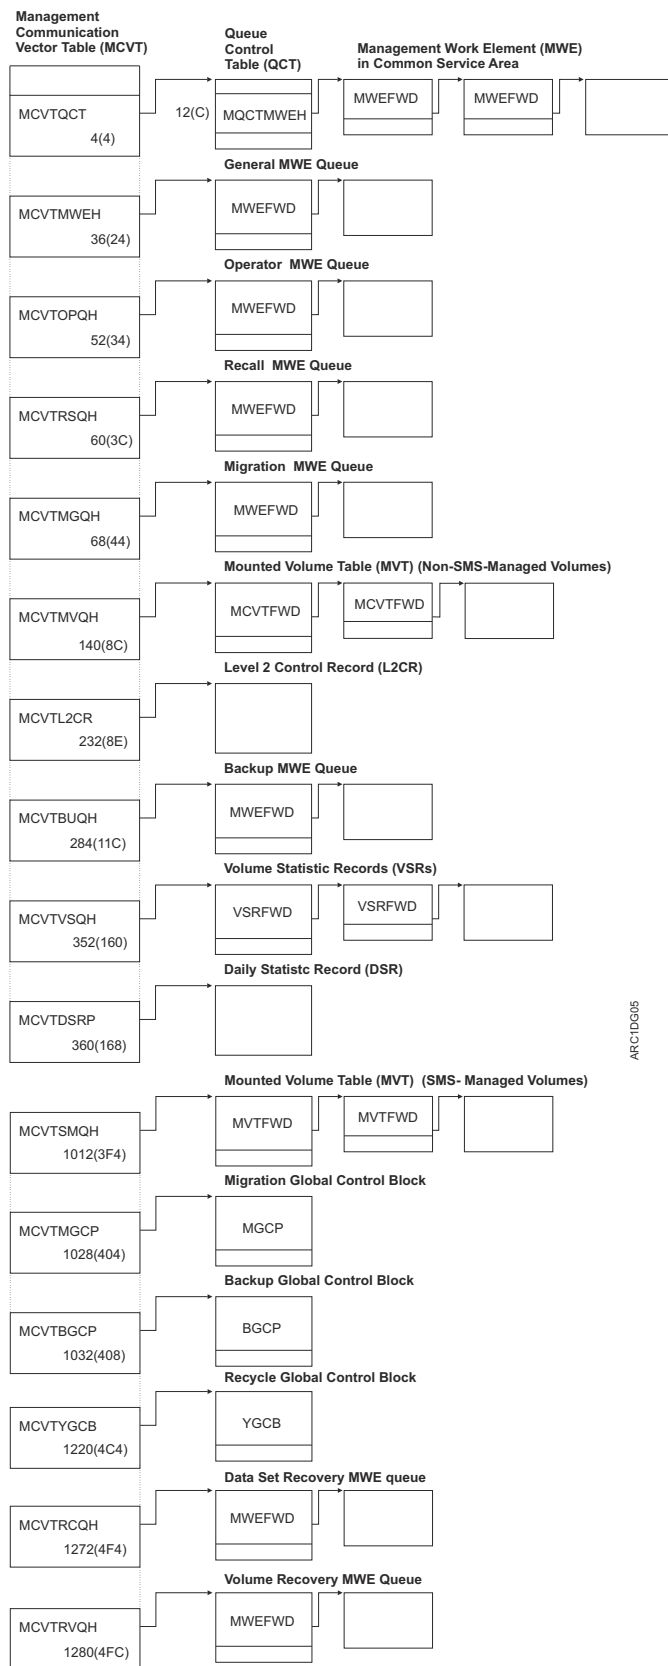 Management
Communication
Vector Table (MCVT)
Queue
Control
Table (QCT)
Management Work Element (MWE)
in Common Service Area
MCVTQCT
4(4)
12(C)
MQCTMWEH
MWEFWD
MWEFWD
General MWE Queue
MCVTMWEH
36(24)
MWEFWD
Operator MWE Queue
MCVTOPQH
52(34)
MWEFWD
Recall MWE Queue
MCVTRSQH
60(3C)
MWEFWD
Migration MWE Queue
MCVTMGQH
68(44)
MWEFWD
Mounted Volume Table (MVT) (Non-SMS-Managed Volumes)
MCVTMVQH
140(8C)
MCVTFWD
MCVTFWD
Level 2 Control Record (L2CR)
MCVTL2CR
232(8E)
Backup MWE Queue
MCVTBUQH
284(11C)
MWEFWD
Volume Statistic Records (VSRs)
MCVTVSQH
352(160)
VSRFWD
VSRFWD
Daily Statistc Record (DSR)
MCVTDSRP
360(168)
ARC1DG05
Mounted Volume Table (MVT) (SMS- Managed Volumes)
MCVTSMQH
1012(3F4)
MVTFWD
MVTFWD
Migration Global Control Block
MCVTMGCP
1028(404)
MGCP
Backup Global Control Block
MCVTBGCP
1032(408)
BGCP
Recycle Global Control Block
MCVTYGCB
1220(4C4)
YGCB
Data Set Recovery MWE queue
MCVTRCQH
1272(4F4)
MWEFWD
Volume Recovery MWE Queue
MCVTRVQH
1280(4FC)
MWEFWD